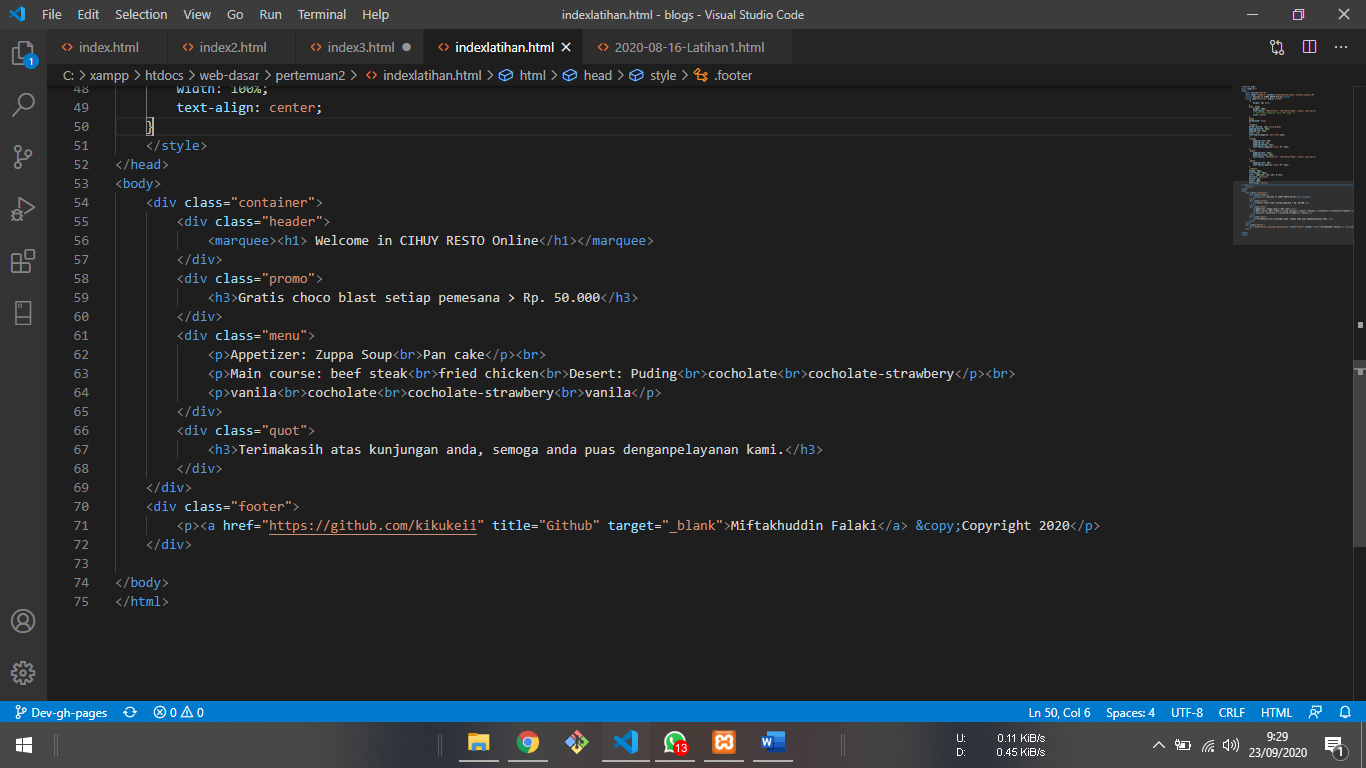 File Edit Selection View Go Run Terminal Help indexlatihan.html - blogs - Visual Studio Code
index.html index2.html index3.html indexlatihan.html 2020-08-16-Latihan1.html
C: > xampp > htdocs > web-dasar > pertemuan2 > indexlatihan.html > html > head > style > .footer
48 width: 100%;
49 text-align: center;
50 }
51 </style>
52 </head>
53 <body>
54 <div class="container">
55 <div class="header">
56 <marquee><h1> Welcome in CIHUY RESTO Online</h1></marquee>
57 </div>
58 <div class="promo">
59 <h3>Gratis choco blast setiap pemesana > Rp. 50.000</h3>
60 </div>
61 <div class="menu">
62 <p>Appetizer: Zuppa Soup<br>Pan cake</p><br>
63 <p>Main course: beef steak<br>fried chicken<br>Desert: Puding<br>cocholate<br>cocholate-strawbery</p><br>
64 <p>vanila<br>cocholate<br>cocholate-strawbery<br>vanila</p>
65 </div>
66 <div class="quot">
67 <h3>Terimakasih atas kunjungan anda, semoga anda puas denganpelayanan kami.</h3>
68 </div>
69 </div>
70 <div class="footer">
71 <p><a href="https://github.com/kikukeii" title="Github" target="_blank">Miftakhuddin Falaki</a> &copy;Copyright 2020</p>
72 </div>
73
74 </body>
75 </html>
1
Dev-gh-pages 0 0 Ln 50, Col 6 Spaces: 4 UTF-8 CRLF HTML
13
U: 0.11 KiB/s
D: 0.45 KiB/s
9:29
23/09/2020
1